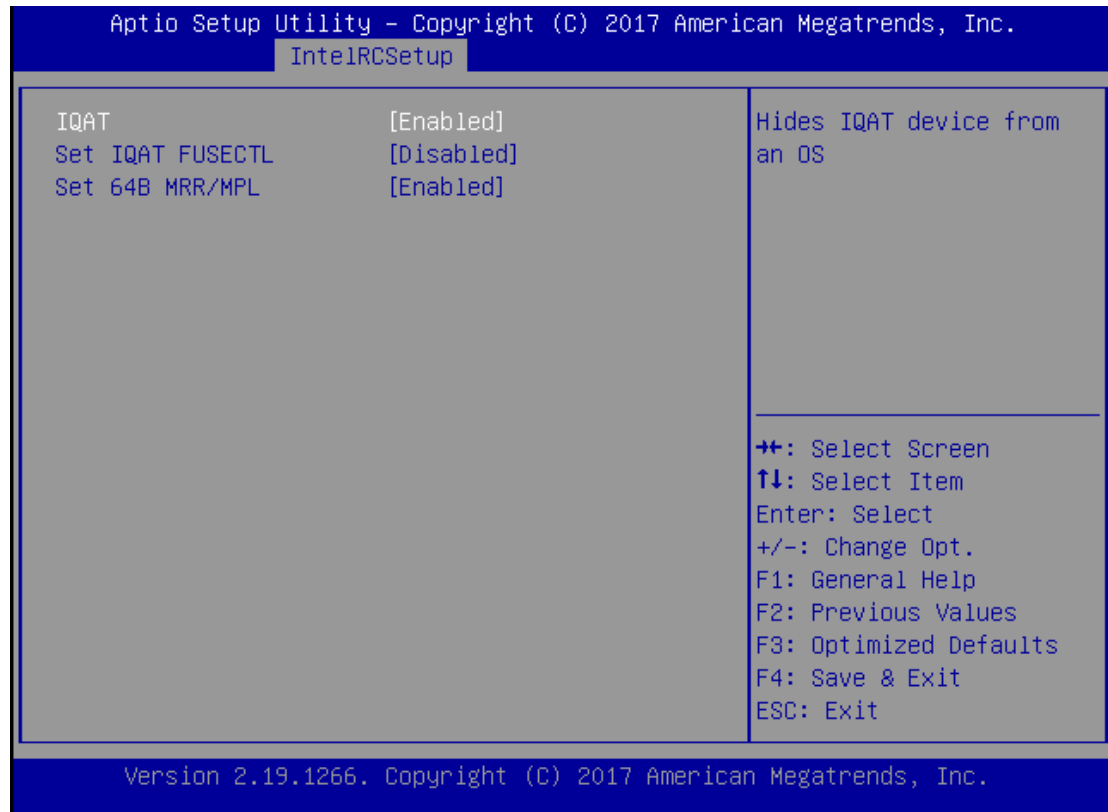 Aptio Setup Utility – Copyright (C) 2017 American Megatrends, Inc.
IntelRCSetup
IQAT [Enabled]
Set IQAT FUSECTL [Disabled]
Set 64B MRR/MPL [Enabled]
Hides IQAT device from
an OS
→←: Select Screen
↑↓: Select Item
Enter: Select
+/-: Change Opt.
F1: General Help
F2: Previous Values
F3: Optimized Defaults
F4: Save & Exit
ESC: Exit
Version 2.19.1266. Copyright (C) 2017 American Megatrends, Inc.